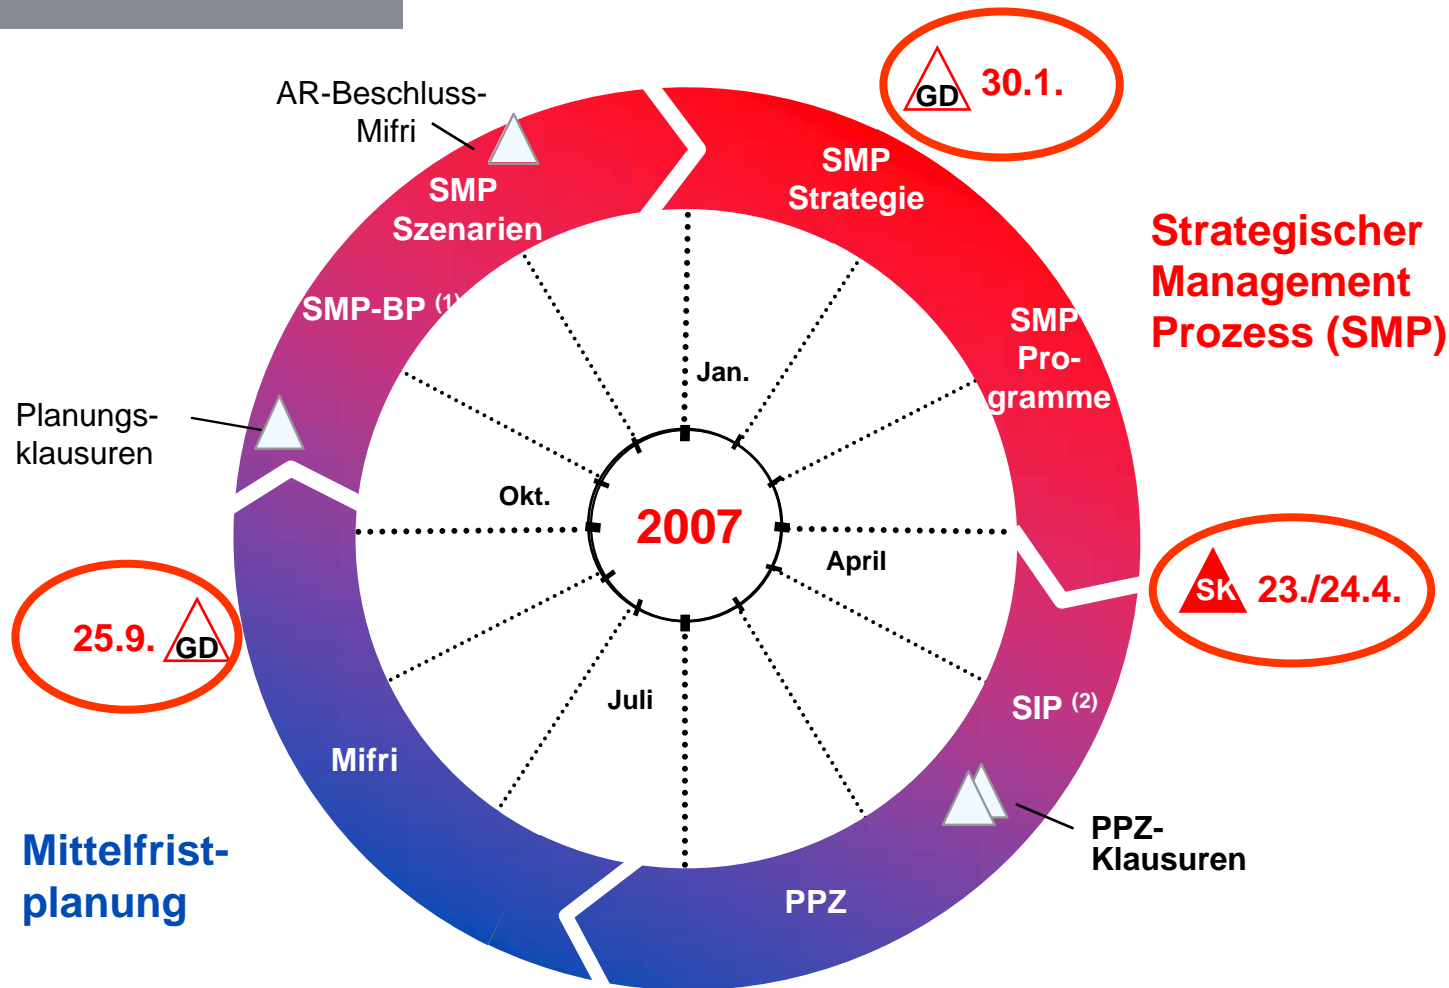 GD 30.1.
AR-Beschluss-
Mifri
SMP
Strategie
SMP
Szenarien
Strategischer
Management
Prozess (SMP)
SMP-BP (1)
SMP
Pro-
gramme
Jan.
Planungs-
klausuren
Okt.
2007
April
SK 23./24.4.
25.9. GD
Juli
SIP (2)
Mifri
PPZ-
Klausuren
Mittelfrist-
planung
PPZ